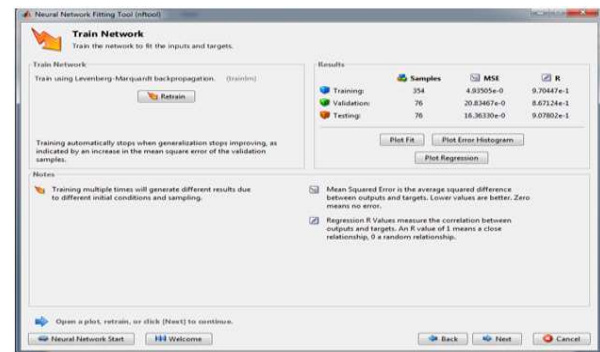 Neural Network Fitting Tool (nftool)
Train Network
Train the network to fit the inputs and targets.
Train Network
Train using Levenberg-Marquardt backpropagation. (trainlm)
Retrain
Training automatically stops when generalization stops improving, as
indicated by an increase in the mean square error of the validation
samples.
Results
Samples MSE R
Training: 354 4.93505e-0 9.70447e-1
Validation: 76 20.83467e-0 8.67124e-1
Testing: 76 16.36330e-0 9.07802e-1
Plot Fit Plot Error Histogram
Plot Regression
Notes
Training multiple times will generate different results due
to different initial conditions and sampling.
Mean Squared Error is the average squared difference
between outputs and targets. Lower values are better. Zero
means no error.
Regression R Values measure the correlation between
outputs and targets. An R value of 1 means a close
relationship, 0 a random relationship.
Open a plot, retrain, or click [Next] to continue.
Neural Network Start Welcome Back Next Cancel